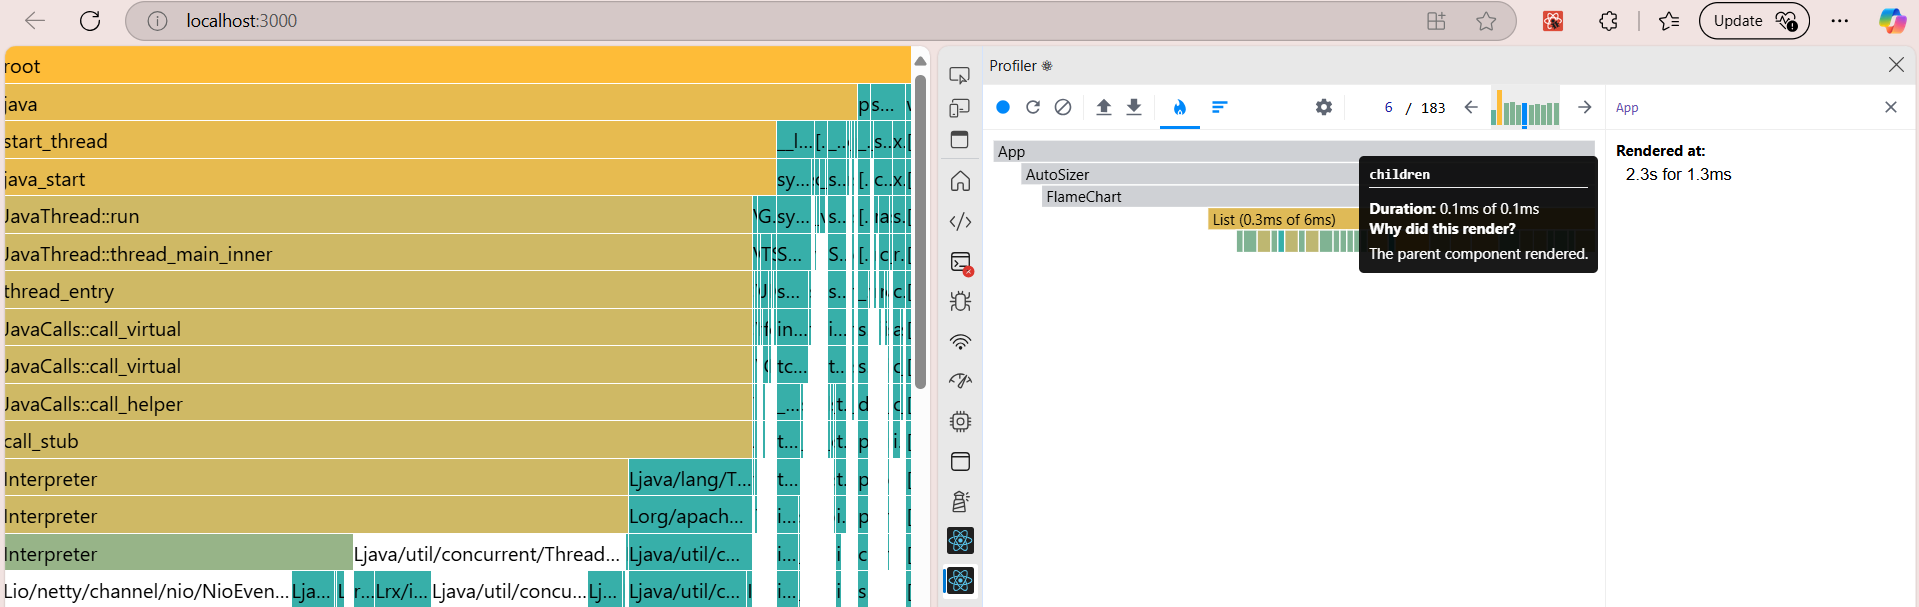 localhost:3000
Update
root
java
p s...
start_thread
__l... [. _... _. s...x. [
java_start
sy... s... [. c...x.
JavaThread::run
G. sy... s... [. ra s.
JavaThread::thread_main_inner
TS S... S... [. c r.
thread_entry
s... s... _ c.
JavaCalls::call_virtual
in... i... s a
JavaCalls::call_virtual
tc... t... s c
JavaCalls::call_helper
_... t. d c
call_stub
t... t. p i.
Interpreter
Ljava/lang/T... t... t. p
Interpreter
Lorg/apach... i... i. p
Interpreter
Ljava/util/concurrent/Thread... Ljava/util/c... i... i c
Lio/netty/channel/nio/NioEven... Lja... L r... Lrx/i... Ljava/util/concu... Lj... Ljava/util/c... i... i s
Profiler
6 / 183
App
AutoSizer
FlameChart
List (0.3ms of 6ms)
children
Duration: 0.1ms of 0.1ms
Why did this render?
The parent component rendered.
App
Rendered at:
2.3s for 1.3ms